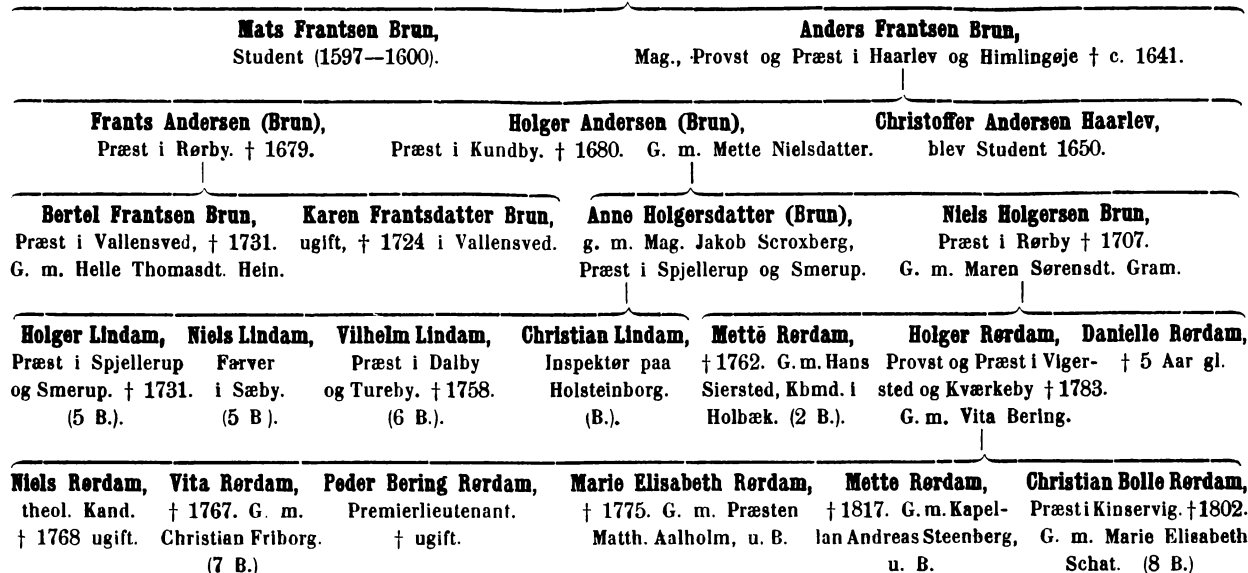 Mats Frantsen Brun,
Student (1597—1600).
Anders Frantsen Brun,
Mag., Provst og Præst i Haarlev og Himlingøje † c. 1641.
Frants Andersen (Brun),
Præst i Rørby. † 1679.
Holger Andersen (Brun),
Præst i Kundby. † 1680. G. m. Mette Nielsdatter.
Christoffer Andersen Haarlev,
blev Student 1650.
Bertel Frantsen Brun,
Præst i Vallensved, † 1731.
G. m. Helle Thomasdt. Hein.
Karen Frantsdatter Brun,
ugift, † 1724 i Vallensved.
Anne Holgersdatter (Brun),
g. m. Mag. Jakob Scroxberg,
Præst i Spjellerup og Smerup.
Niels Holgersen Brun,
Præst i Rørby † 1707.
G. m. Maren Sørensdt. Gram.
Holger Lindam,
Præst i Spjellerup
og Smerup. † 1731.
(5 B.).
Niels Lindam,
Farver
i Sæby.
(5 B).
Vilhelm Lindam,
Præst i Dalby
og Tureby. † 1758.
(6 B.).
Christian Lindam,
Inspektør paa
Holsteinborg.
(B.).
Mette Rørdam,
† 1762. G. m. Hans
Siersted, Kbmd. i
Holbæk. (2 B.).
Holger Rørdam,
Provst og Præst i Viger-
sted og Kværkeby † 1783.
G. m. Vita Bering.
Danielle Rørdam,
† 5 Aar gl.
Niels Rørdam,
theol. Kand.
† 1768 ugift.
Vita Rørdam,
† 1767. G. m.
Christian Friborg.
(7 B.)
Peder Bering Rørdam,
Premierlieutenant.
† ugift.
Marie Elisabeth Rørdam,
† 1775. G. m. Præsten
Matth. Aalholm, u. B.
Mette Rørdam,
† 1817. G. m. Kapel-
lan Andreas Steenberg,
u. B.
Christian Bolle Rørdam,
Præst i Kinservig. † 1802.
G. m. Marie Elisabeth
Schat. (8 B.)